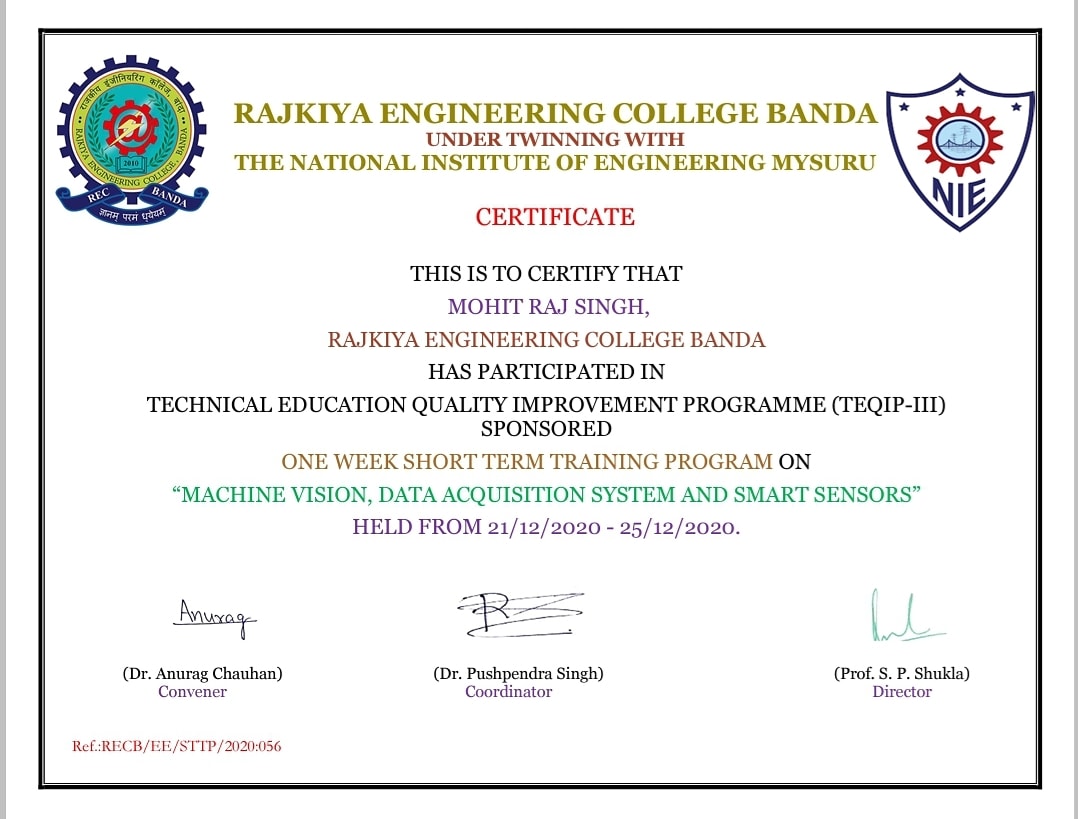 राजकीय इंजीनियरिंग कॉलेज, बांदा
RAJKIYA ENGINEERING COLLEGE, BANDA
2010
REC BANDA
ज्ञानम् परमं ध्येयम्
RAJKIYA ENGINEERING COLLEGE BANDA
UNDER TWINNING WITH
THE NATIONAL INSTITUTE OF ENGINEERING MYSURU
NIE
CERTIFICATE
THIS IS TO CERTIFY THAT
MOHIT RAJ SINGH,
RAJKIYA ENGINEERING COLLEGE BANDA
HAS PARTICIPATED IN
TECHNICAL EDUCATION QUALITY IMPROVEMENT PROGRAMME (TEQIP-III)
SPONSORED
ONE WEEK SHORT TERM TRAINING PROGRAM ON
“MACHINE VISION, DATA ACQUISITION SYSTEM AND SMART SENSORS”
HELD FROM 21/12/2020 - 25/12/2020.
Anurag
(Dr. Anurag Chauhan)
Convener
(Dr. Pushpendra Singh)
Coordinator
(Prof. S. P. Shukla)
Director
Ref.:RECB/EE/STTP/2020:056